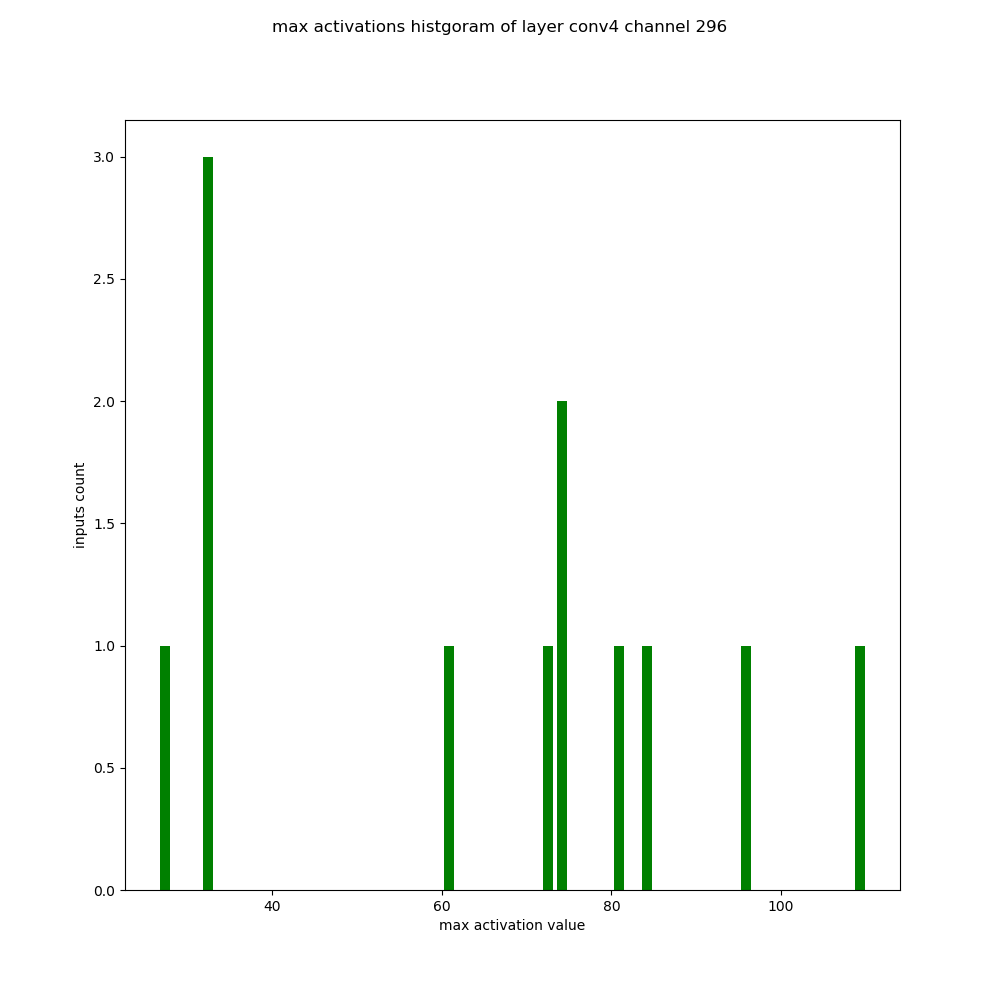 max activations histgoram of layer conv4 channel 296
3.0
2.5
2.0
1.5
1.0
0.5
0.0
inputs count
40 60 80 100
max activation value